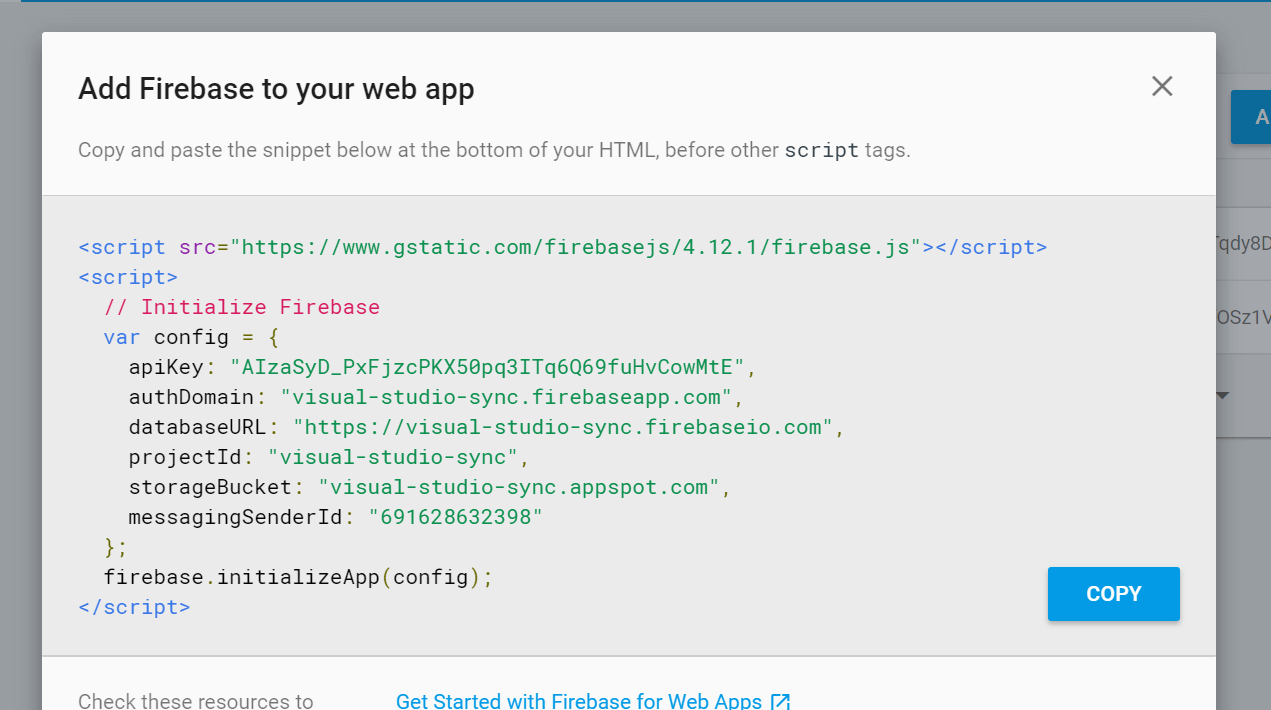 Add Firebase to your web app
Copy and paste the snippet below at the bottom of your HTML, before other script tags.
A
<script src="https://www.gstatic.com/firebasejs/4.12.1/firebase.js"></script>
Tqdy8D
<script>
// Initialize Firebase
OSz1V
var config = {
apiKey: "AIzaSyD_PxFjzcPKX50pq3ITq6Q69fuHvCowMtE",
authDomain: "visual-studio-sync.firebaseapp.com",
databaseURL: "https://visual-studio-sync.firebaseio.com",
projectId: "visual-studio-sync",
storageBucket: "visual-studio-sync.appspot.com",
messagingSenderId: "691628632398"
};
firebase.initializeApp(config);
</script>
COPY
Check these resources to
Get Started with Firebase for Web Apps